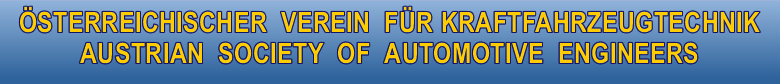 ÖSTERREICHISCHER VEREIN FÜR KRAFTFAHRZEUGTECHNIK
AUSTRIAN SOCIETY OF AUTOMOTIVE ENGINEERS